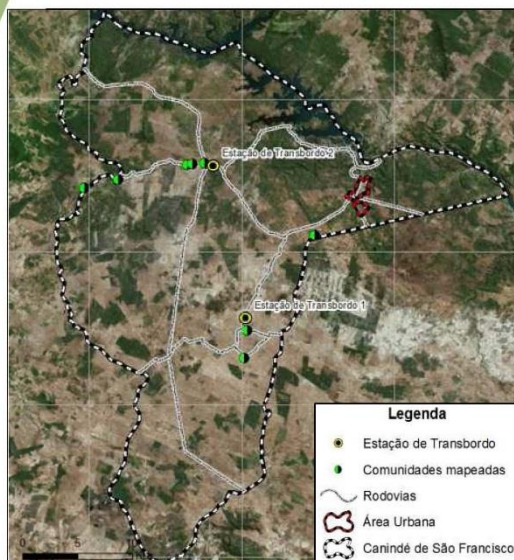 Estação de Transbordo 2
Estação de Transbordo 1
Legenda
Estação de Transbordo
Comunidades mapeadas
Rodovias
Área Urbana
Canindé de São Francisco
0 5 10